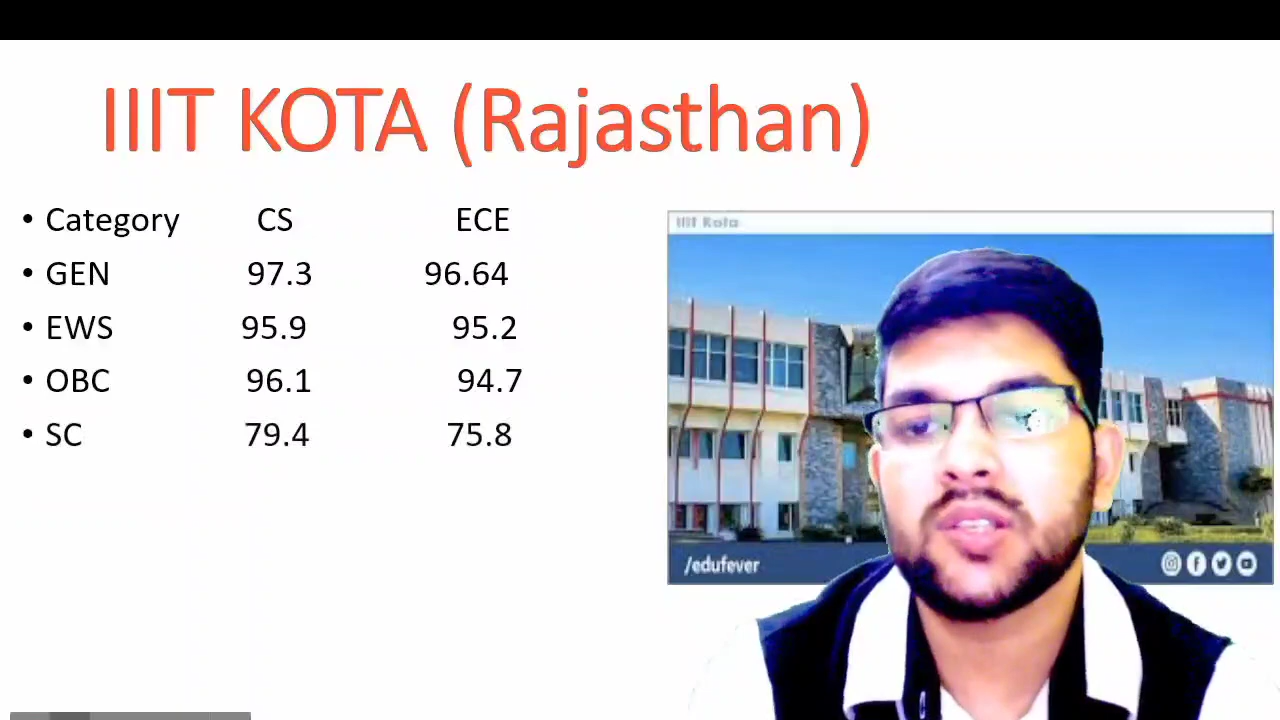 IIIT KOTA (Rajasthan)
• Category CS ECE
• GEN 97.3 96.64
• EWS 95.9 95.2
• OBC 96.1 94.7
• SC 79.4 75.8
IIIT Kota
/edufever